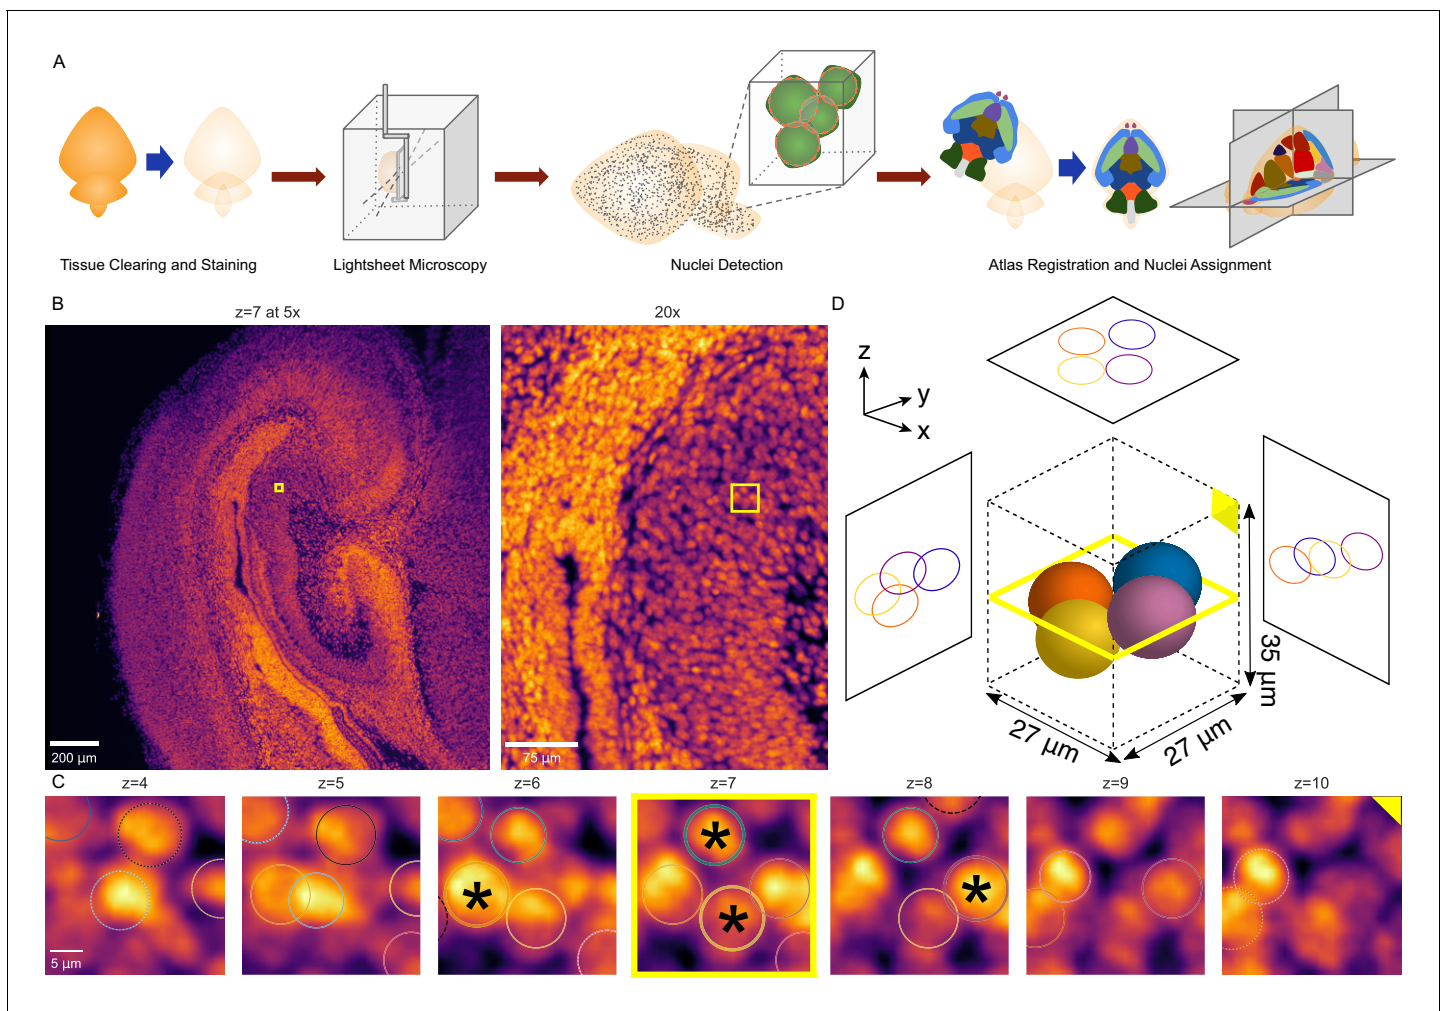 A
Tissue Clearing and Staining
Lightsheet Microscopy
Nuclei Detection
Atlas Registration and Nuclei Assignment
B
z=7 at 5x
20x
200 µm
75 µm
D
z
y
x
35 µm
27 µm
27 µm
C
z=4
z=5
z=6
z=7
z=8
z=9
z=10
*
*
*
*
5 µm